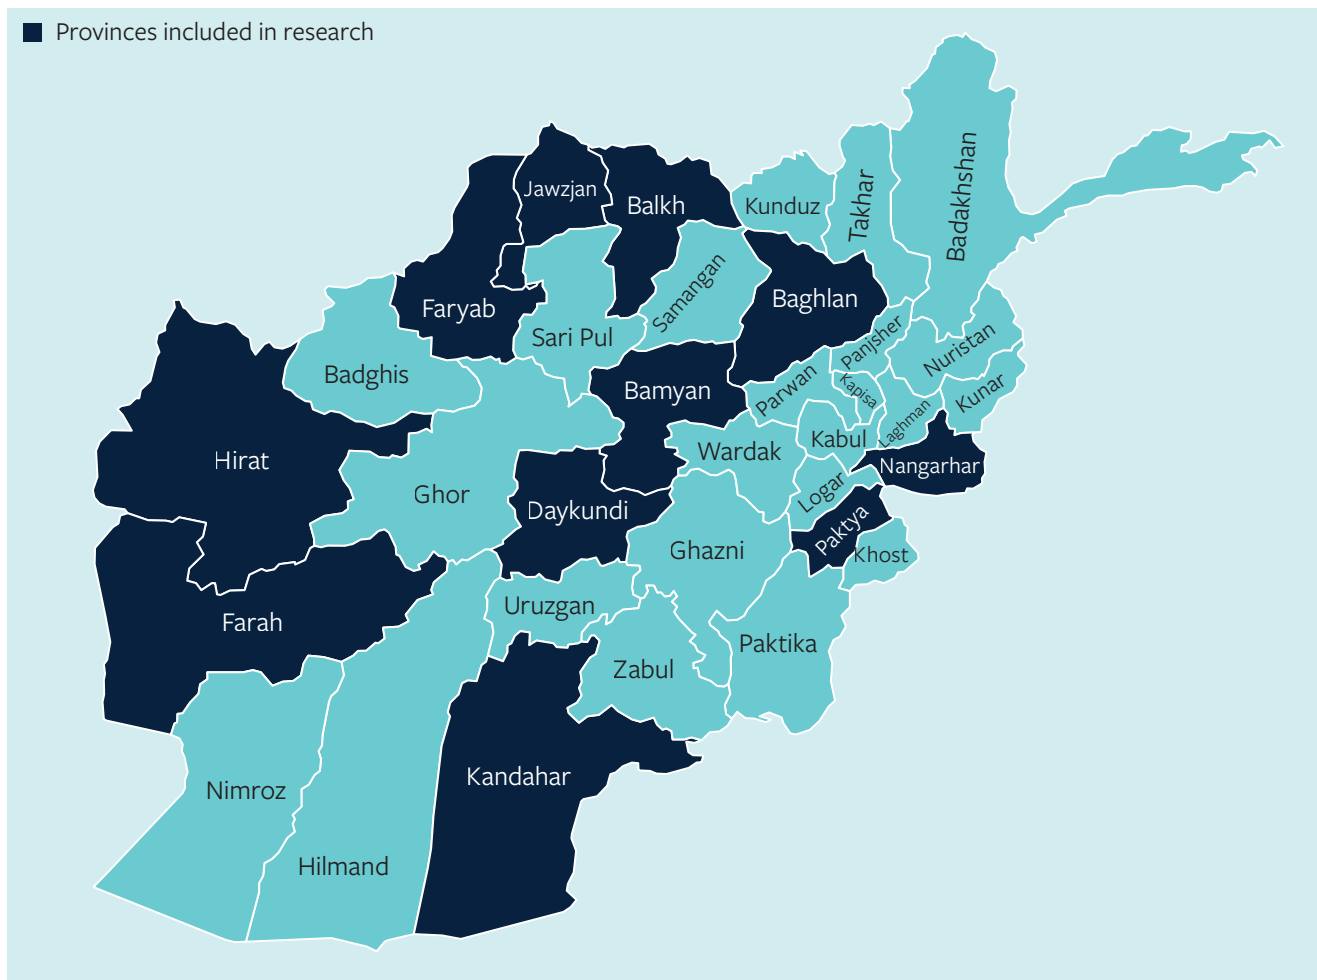 Provinces included in research
Jawzjan
Balkh
Kunduz
Takhar
Badakhshan
Faryab
Sari Pul
Samangan
Baghlan
Panjsher
Nuristan
Badghis
Bamyan
Parwan
Kapisa
Kunar
Laghman
Hirat
Ghor
Wardak
Kabul
Nangarhar
Daykundi
Logar
Paktya
Ghazni
Khost
Farah
Uruzgan
Zabul
Paktika
Nimroz
Kandahar
Hilmand